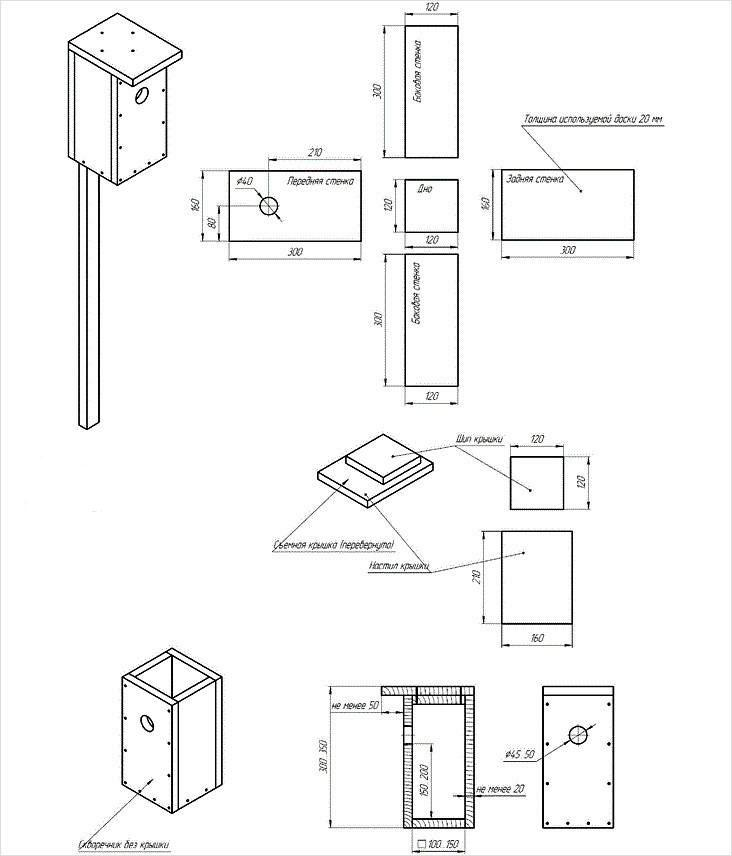 120
300
Боковая стенка
Толщина используемой доски 20 мм
210
⌀40
Передняя стенка
160
80
300
Дно
120
120
Задняя стенка
160
300
300
Боковая стенка
120
Шип крышки
120
120
Съемная крышка (перевернуто)
Настил крышки
210
160
не менее 50
300..350
150..200
не менее 20
□100..150
⌀45..50
Скворечник без крышки